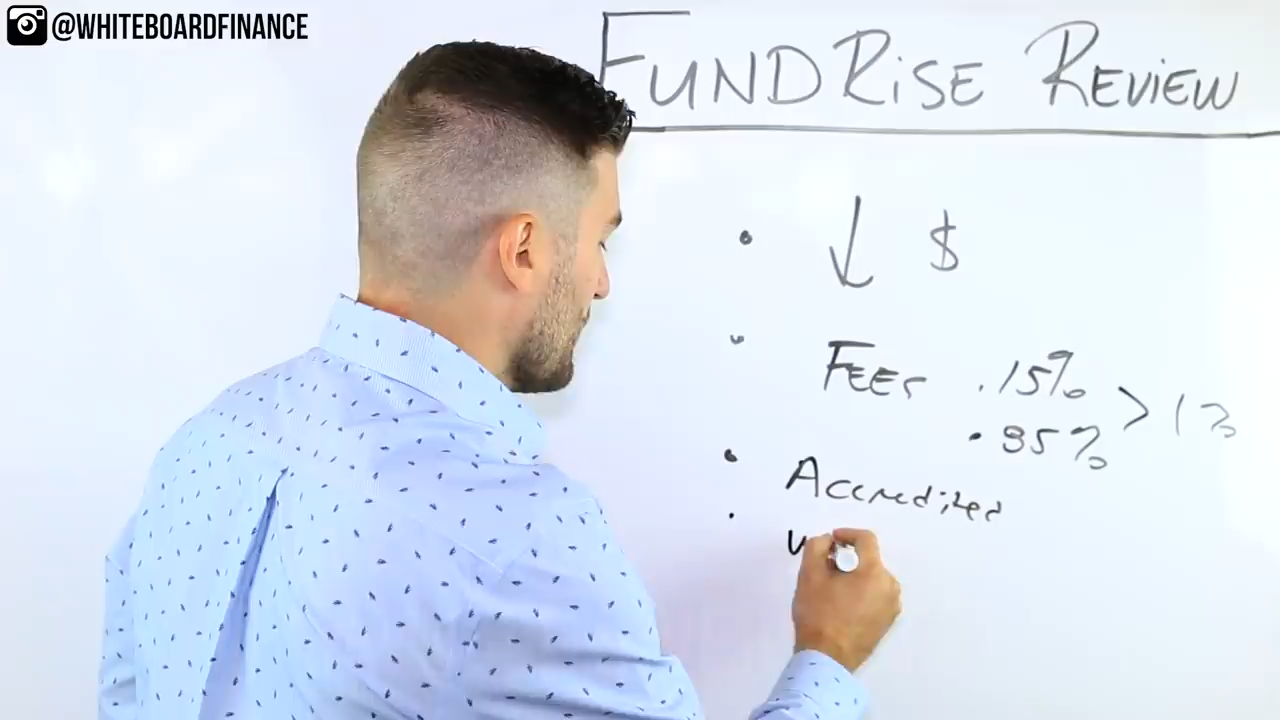 @WHITEBOARDFINANCE
FUNDRISE REVIEW
• ↓ $
• FEES .15%
.85% > 1%
• Accredited
•